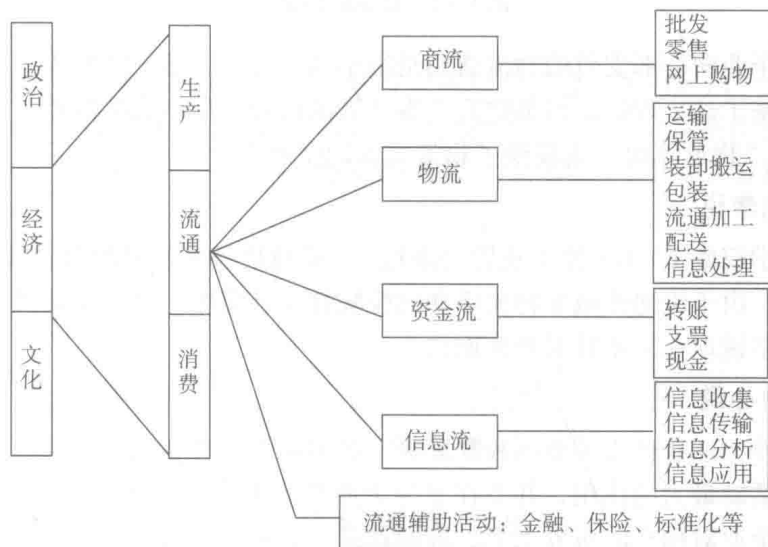 政治
经济
文化
生产
流通
消费
商流
批发
零售
网上购物
物流
运输
保管
装卸搬运
包装
流通加工
配送
信息处理
资金流
转账
支票
现金
信息流
信息收集
信息传输
信息分析
信息应用
流通辅助活动：金融、保险、标准化等